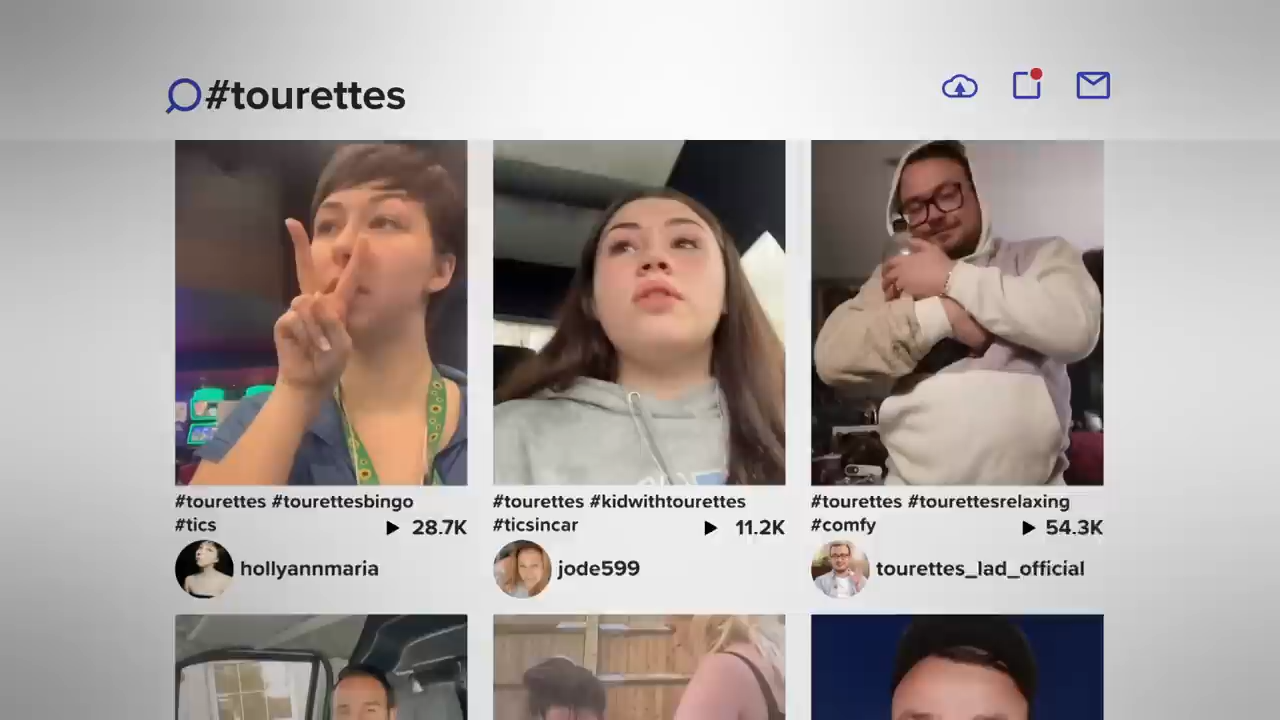 #tourettes
#tourettes #tourettesbingo
#tics
28.7K
hollyannmaria
#tourettes #kidwithtourettes
#ticsincar
11.2K
jode599
#tourettes #tourettesrelaxing
#comfy
54.3K
tourettes_lad_official